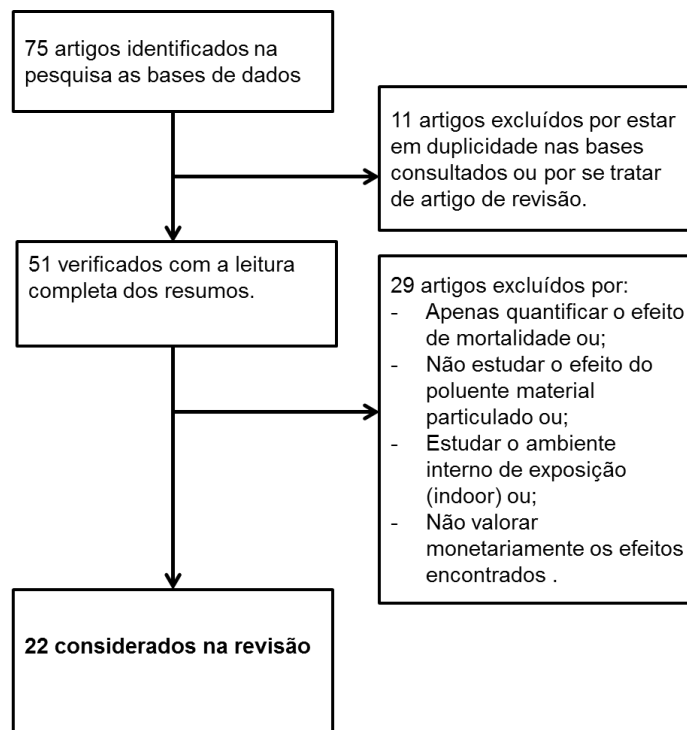 75 artigos identificados na
pesquisa as bases de dados
11 artigos excluídos por estar
em duplicidade nas bases
consultados ou por se tratar
de artigo de revisão.
51 verificados com a leitura
completa dos resumos.
29 artigos excluídos por:
- Apenas quantificar o efeito
de mortalidade ou;
- Não estudar o efeito do
poluente material
particulado ou;
- Estudar o ambiente
interno de exposição
(indoor) ou;
- Não valorar
monetariamente os efeitos
encontrados .
22 considerados na revisão